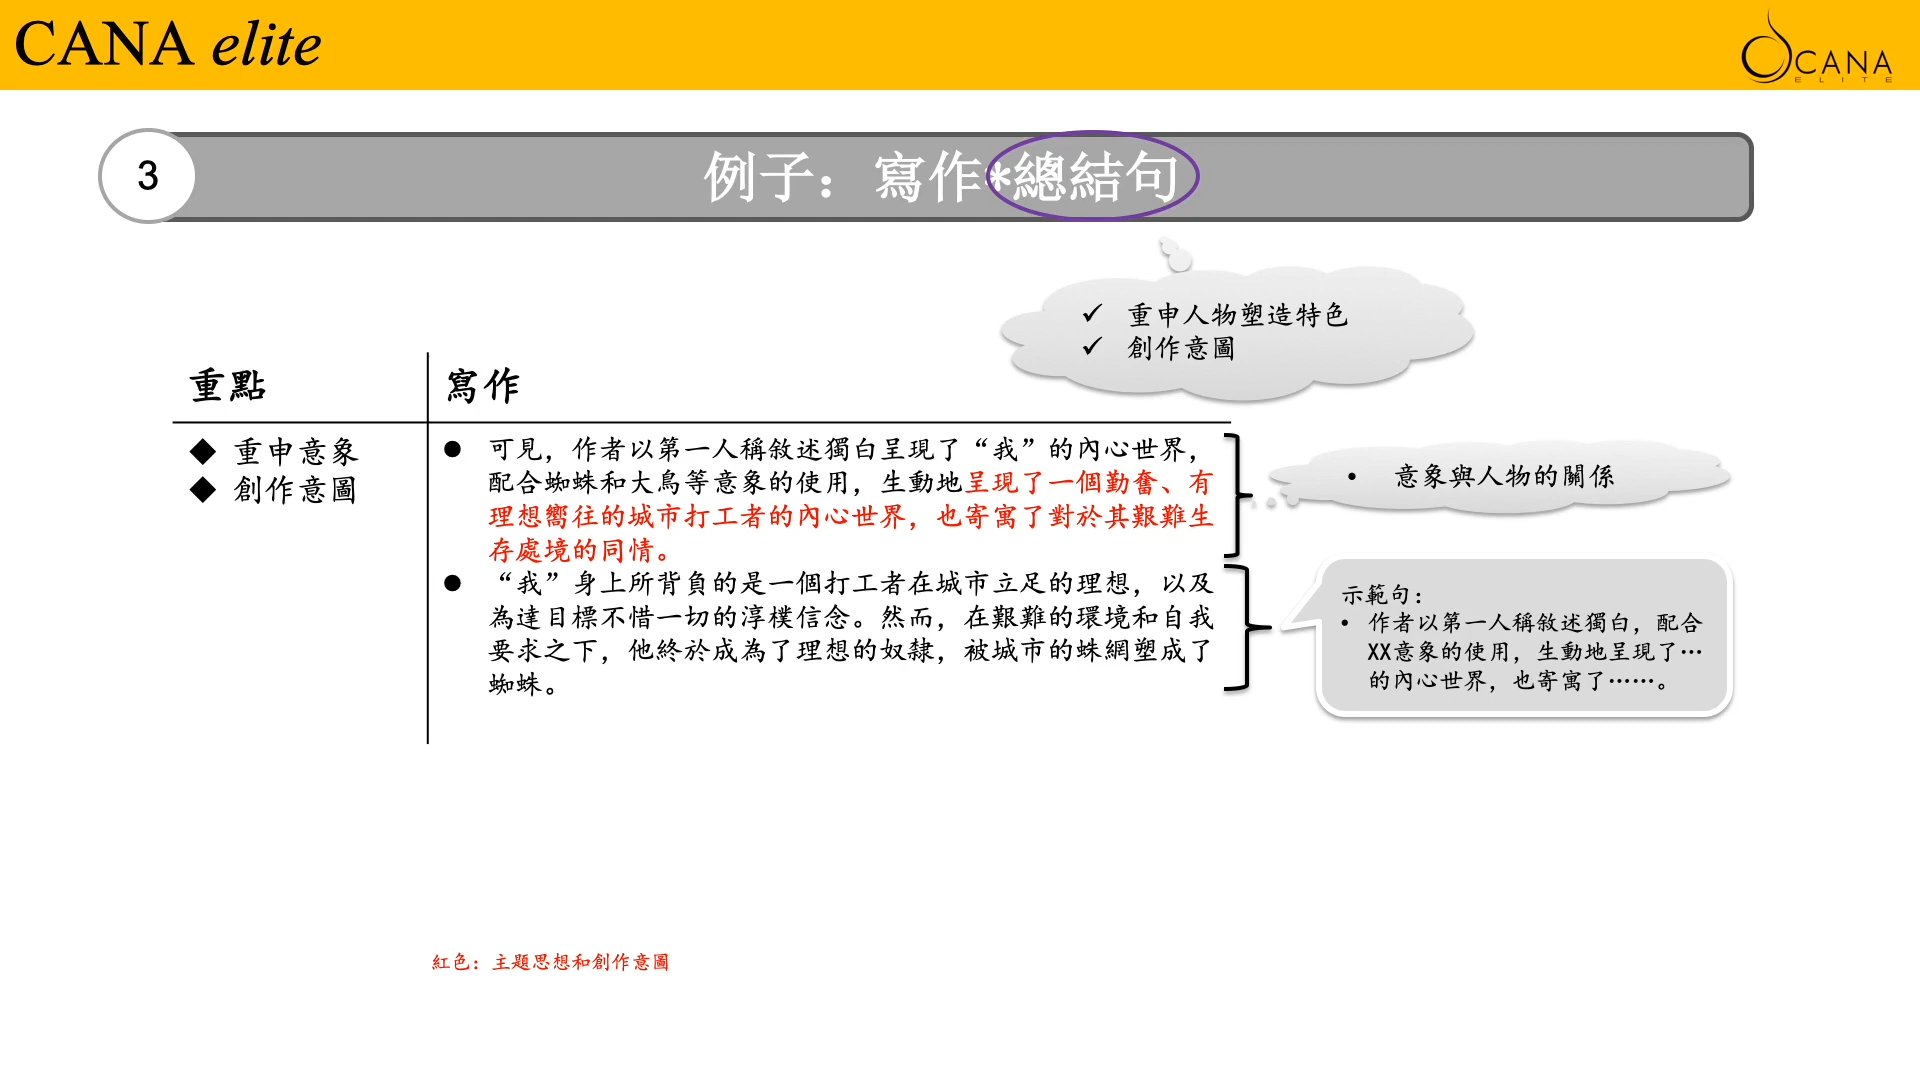 CANA elite
CANA
ELITE
3
例子：寫作*總結句
✓ 重申人物塑造特色
✓ 創作意圖
重點
寫作
◆ 重申意象
◆ 創作意圖
● 可見，作者以第一人稱敘述獨白呈現了“我”的內心世界，
配合蜘蛛和大鳥等意象的使用，生動地呈現了一個勤奮、有
理想嚮往的城市打工者的內心世界，也寄寓了對於其艱難生
存處境的同情。
● “我”身上所背負的是一個打工者在城市立足的理想，以及
為達目標不惜一切的淳樸信念。然而，在艱難的環境和自我
要求之下，他終於成為了理想的奴隸，被城市的蛛網塑成了
蜘蛛。
• 意象與人物的關係
示範句：
• 作者以第一人稱敘述獨白，配合
XX意象的使用，生動地呈現了…
的內心世界，也寄寓了……。
紅色：主題思想和創作意圖